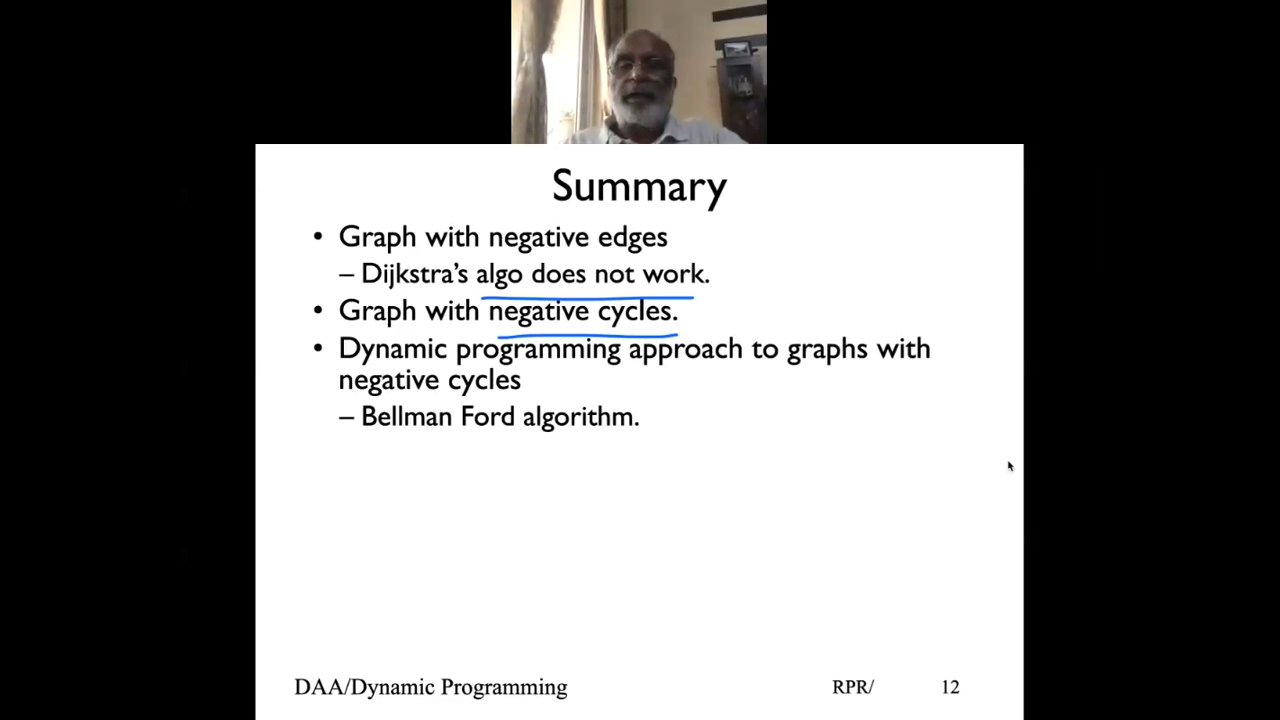 Summary
• Graph with negative edges
– Dijkstra's algo does not work.
• Graph with negative cycles.
• Dynamic programming approach to graphs with
negative cycles
– Bellman Ford algorithm.
DAA/Dynamic Programming RPR/ 12